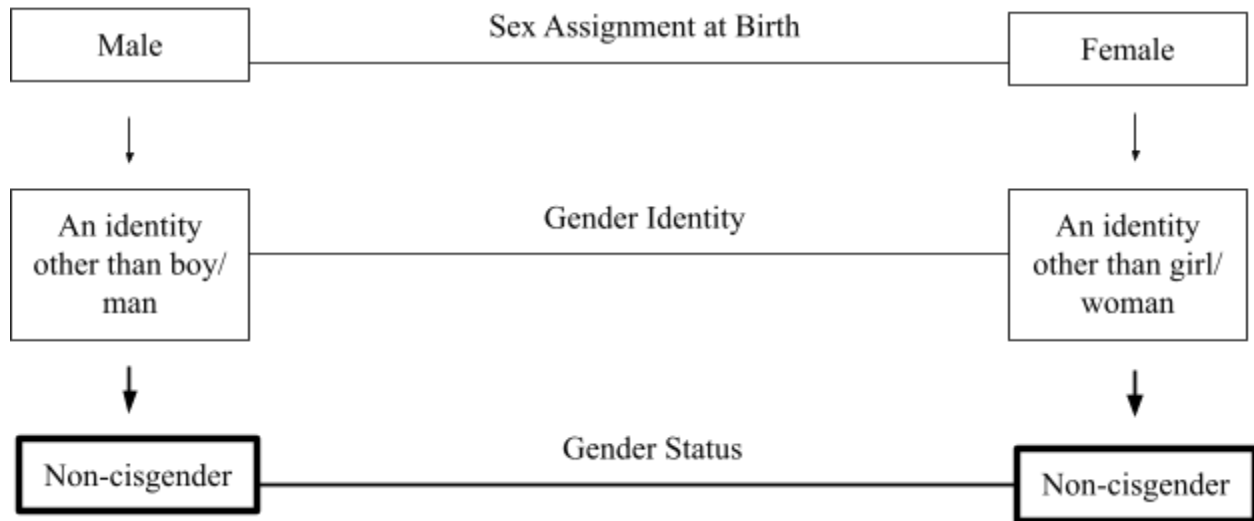 Male
Sex Assignment at Birth
Female
An identity
other than boy/
man
Gender Identity
An identity
other than girl/
woman
Non-cisgender
Gender Status
Non-cisgender